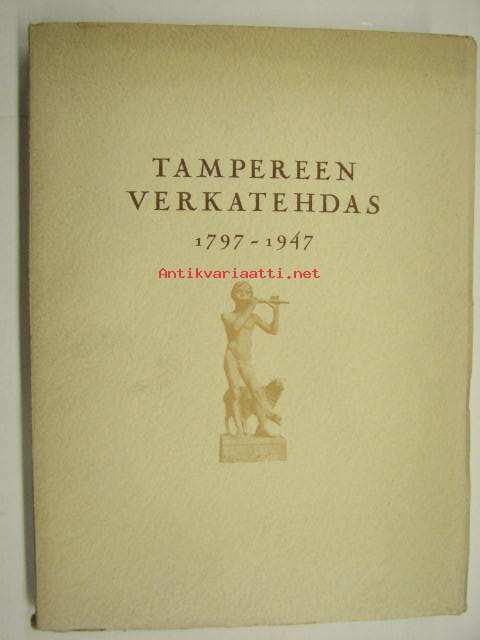 TAMPEREEN
VERKATEHDAS
1797-1947
Antikvariaatti.net